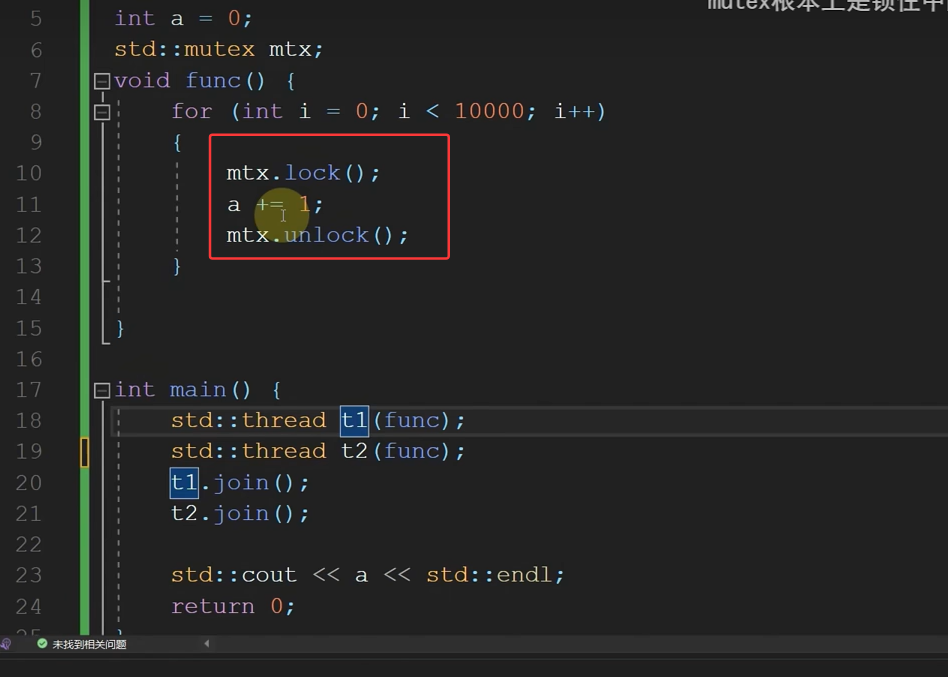 mutex根本上是锁住中
5 int a = 0;
6 std::mutex mtx;
7 void func() {
8 for (int i = 0; i < 10000; i++)
9 {
10 mtx.lock();
11 a += 1;
12 mtx.unlock();
13 }
14
15 }
16
17 int main() {
18 std::thread t1(func);
19 std::thread t2(func);
20 t1.join();
21 t2.join();
22
23 std::cout << a << std::endl;
24 return 0;
25 }
未找到相关问题